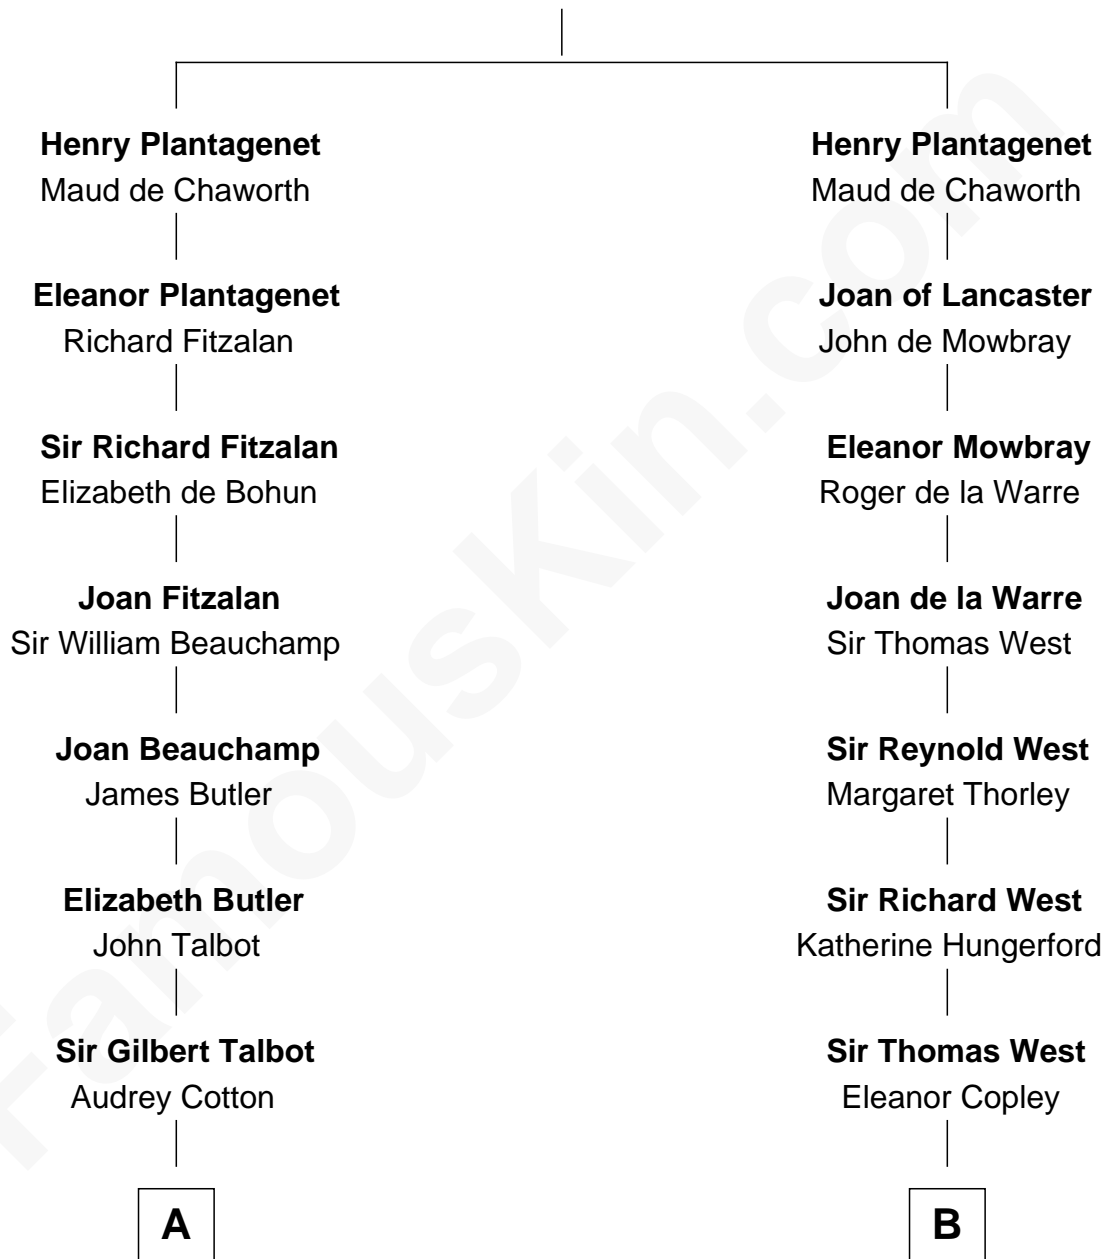 Henry Plantagenet
Maud de Chaworth
Eleanor Plantagenet
Richard Fitzalan
Sir Richard Fitzalan
Elizabeth de Bohun
Joan Fitzalan
Sir William Beauchamp
Joan Beauchamp
James Butler
Elizabeth Butler
John Talbot
Sir Gilbert Talbot
Audrey Cotton
A
Henry Plantagenet
Maud de Chaworth
Joan of Lancaster
John de Mowbray
Eleanor Mowbray
Roger de la Warre
Joan de la Warre
Sir Thomas West
Sir Reynold West
Margaret Thorley
Sir Richard West
Katherine Hungerford
Sir Thomas West
Eleanor Copley
B
FamousKin.com